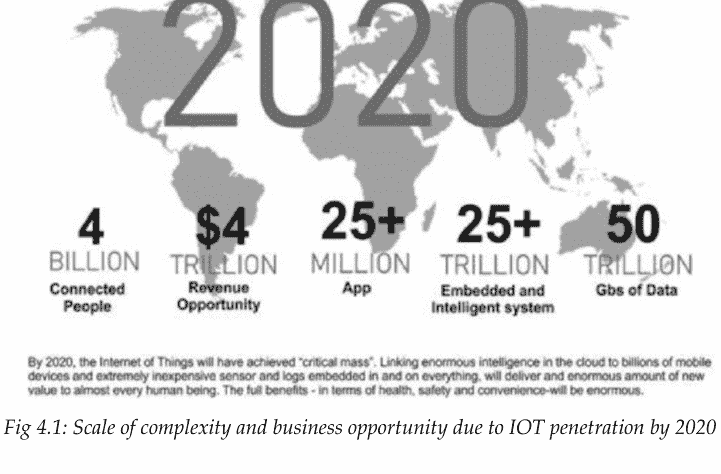 2020
4 $4 25+ 25+ 50
BILLION TRILLION MILLION TRILLION TRILLION
Connected People Revenue Opportunity App Embedded and Intelligent system Gbs of Data
By 2020, the Internet of Things will have achieved "critical mass". Linking enormous intelligence in the cloud to billions of mobile
devices and extremely inexpensive sensor and logs embedded in and on everything, will deliver and enormous amount of new
value to almost every human being. The full benefits - in terms of health, safety and convenience-will be enormous.
Fig 4.1: Scale of complexity and business opportunity due to IOT penetration by 2020